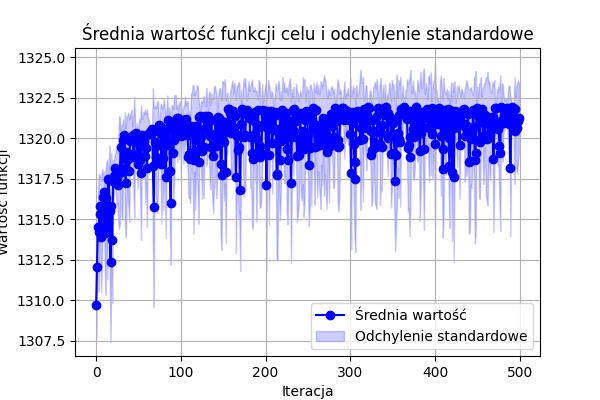 Średnia wartość funkcji celu i odchylenie standardowe
1325.0
1322.5
1320.0
1317.5
1315.0
1312.5
1310.0
1307.5
Wartość funkcji
0
100
200
300
400
500
Iteracja
Średnia wartość
Odchylenie standardowe